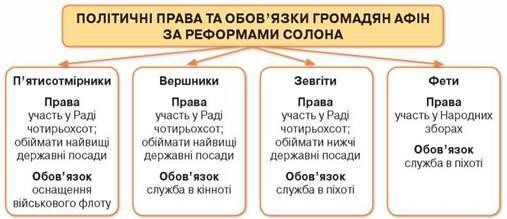 ПОЛІТИЧНІ ПРАВА ТА ОБОВ'ЯЗКИ ГРОМАДЯН АФІН
ЗА РЕФОРМАМИ СОЛОНА
П'ятисотмірники
Права
участь у Раді
чотирьохсот;
обіймати найвищі
державні посади
Обов'язок
оснащення
військового флоту
Вершники
Права
участь у Раді
чотирьохсот;
обіймати найвищі
державні посади
Обов'язок
служба в кінноті
Зевгіти
Права
участь у Раді
чотирьохсот;
обіймати нижчі
державні посади
Обов'язок
служба в піхоті
Фети
Права
участь у Народних
зборах
Обов'язок
служба в піхоті